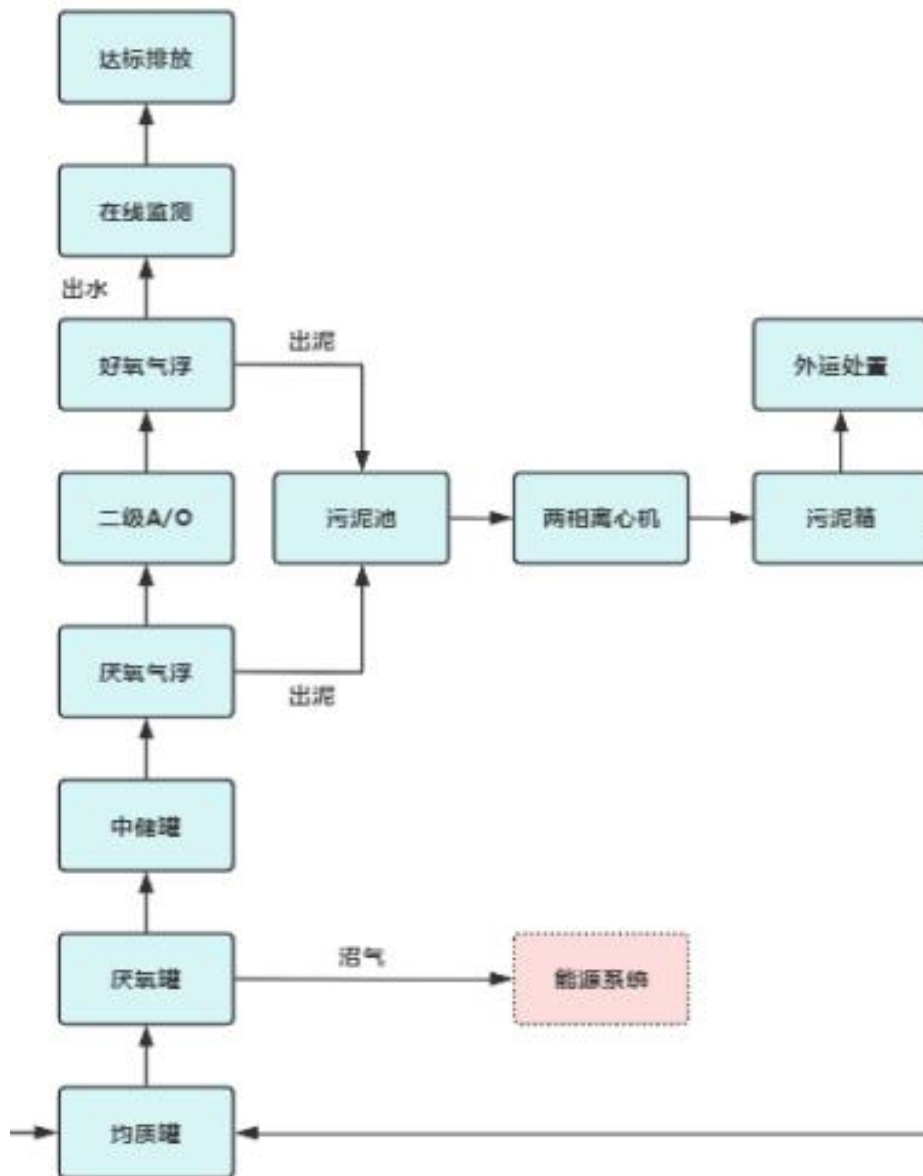 达标排放
在线监测
出水
好氧气浮
出泥
外运处置
二级A/O
污泥池
两相离心机
污泥箱
厌氧气浮
出泥
中储罐
厌氧罐
沼气
能源系统
均质罐